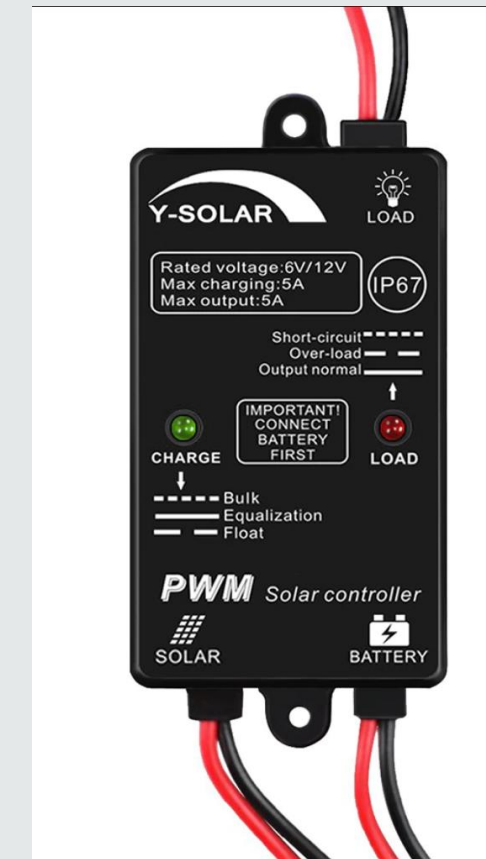 Y-SOLAR
LOAD
Rated voltage:6V/12V
Max charging:5A
Max output:5A
IP67
Short-circuit
Over-load
Output normal
IMPORTANT!
CONNECT
BATTERY
FIRST
CHARGE
LOAD
Bulk
Equalization
Float
PWM Solar controller
SOLAR
BATTERY